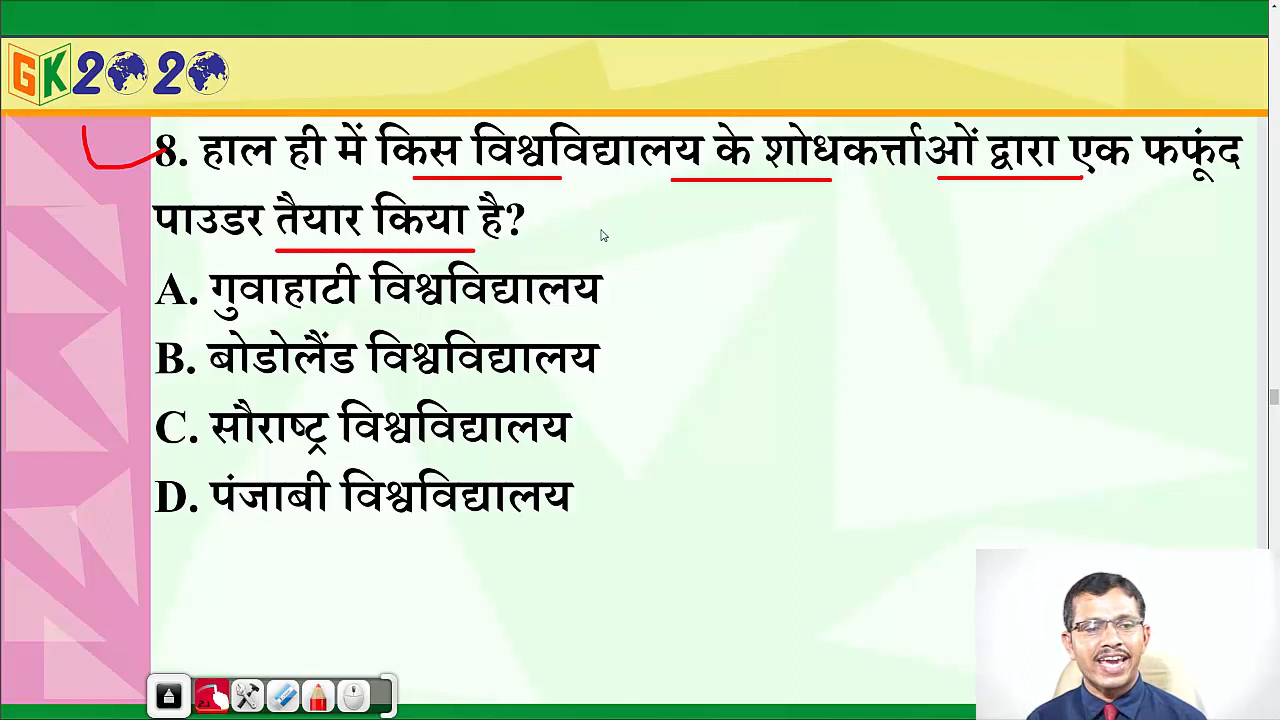 GK2020
8. हाल ही में किस विश्वविद्यालय के शोधकर्त्ताओं द्वारा एक फफूंद
पाउडर तैयार किया है?
A. गुवाहाटी विश्वविद्यालय
B. बोडोलैंड विश्वविद्यालय
C. सौराष्ट्र विश्वविद्यालय
D. पंजाबी विश्वविद्यालय